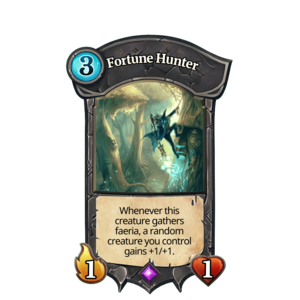 3
Fortune Hunter
Whenever this
creature gathers
faeria, a random
creature you control
gains +1/+1.
1
1